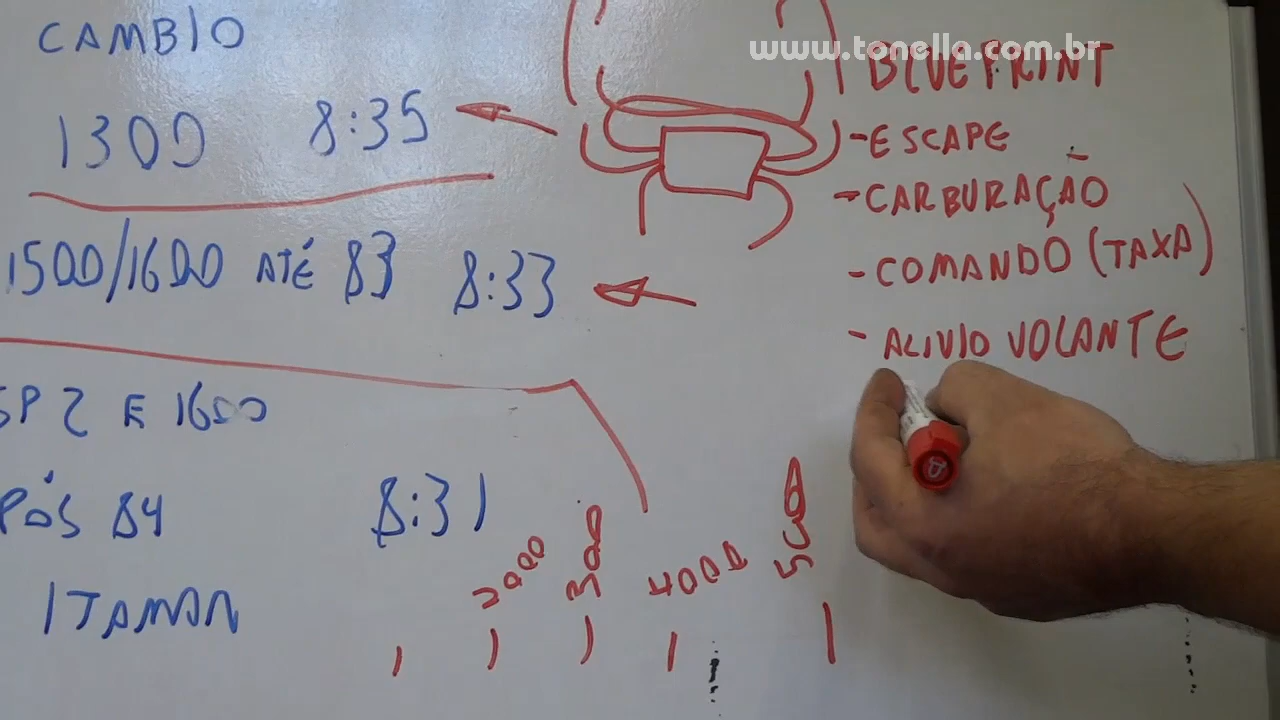 www.tonella.com.br
CAMBIO
1300 8:35
1500/1600 ATÉ 83 8:33
SP2 E 1600
PÓS 84 8:31
ITAMAR
2000 3000 4000 5000
BLUEPRINT
-ESCAPE
-CARBURAÇÃO
-COMANDO (TAXA)
-ALIVIO VOLANTE